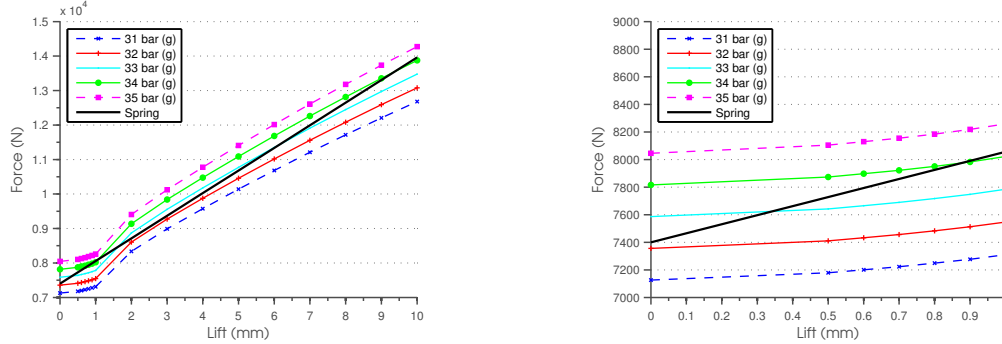 x 10⁴
1.5
1.4
1.3
1.2
1.1
1
0.9
0.8
0.7
Force (N)
31 bar (g)
32 bar (g)
33 bar (g)
34 bar (g)
35 bar (g)
Spring
0 1 2 3 4 5 6 7 8 9 10
Lift (mm)
9000
8800
8600
8400
8200
8000
7800
7600
7400
7200
7000
Force (N)
31 bar (g)
32 bar (g)
33 bar (g)
34 bar (g)
35 bar (g)
Spring
0 0.1 0.2 0.3 0.4 0.5 0.6 0.7 0.8 0.9
Lift (mm)